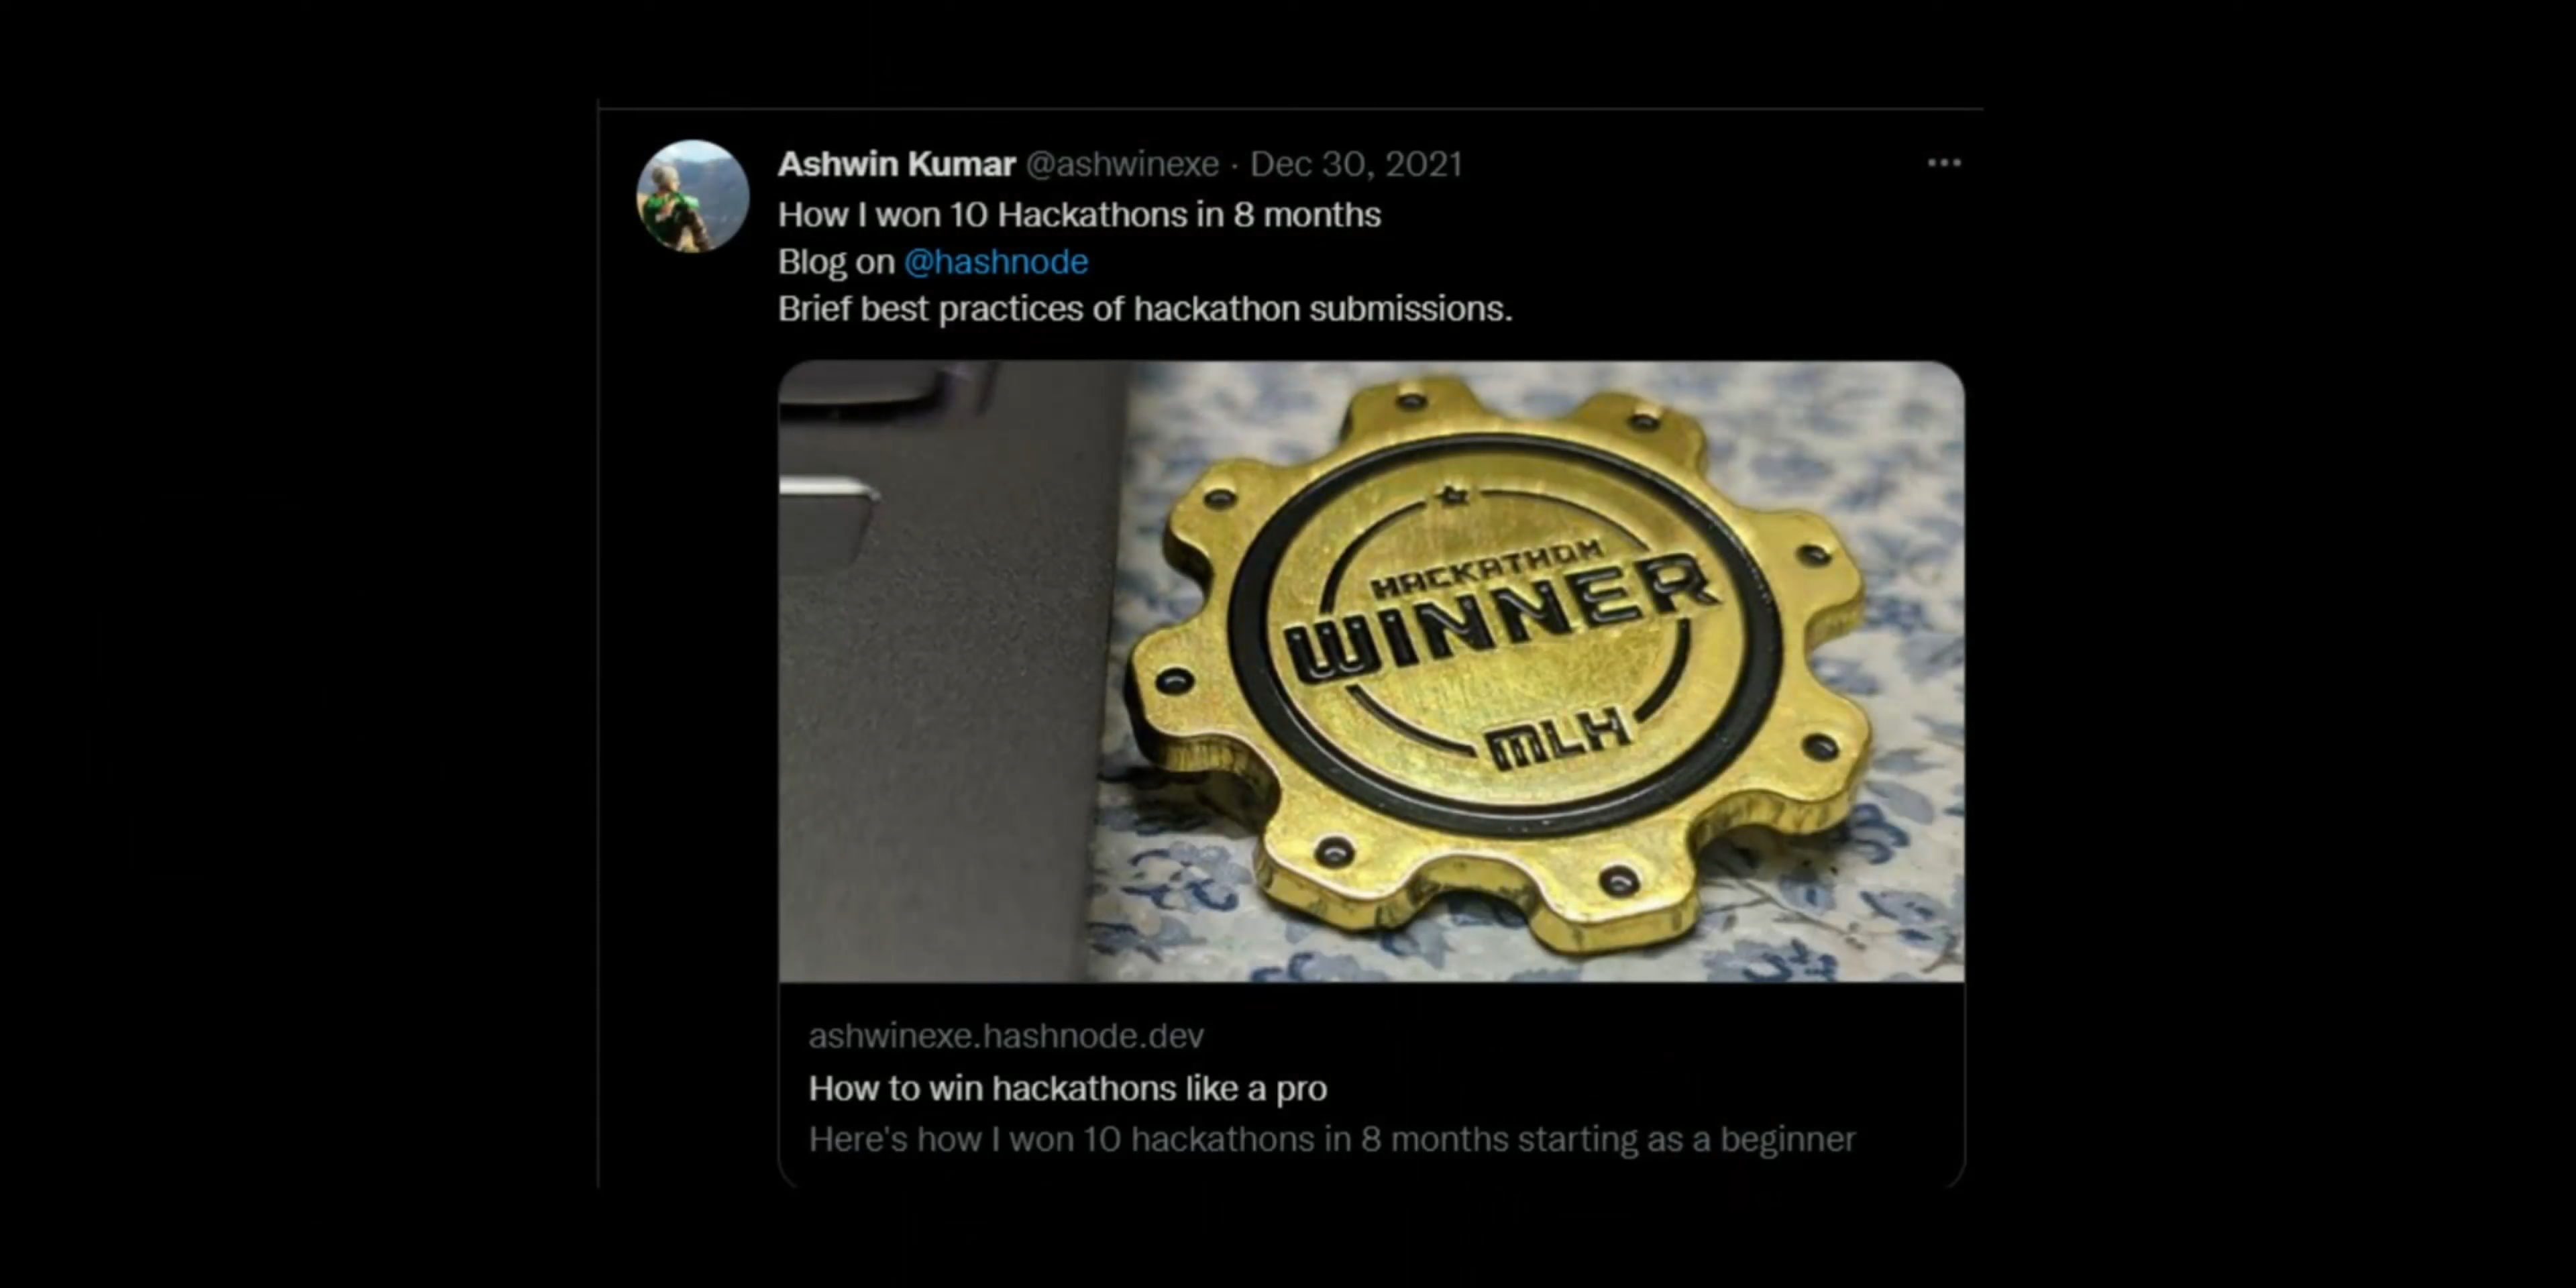 Ashwin Kumar @ashwinexe · Dec 30, 2021
How I won 10 Hackathons in 8 months
Blog on @hashnode
Brief best practices of hackathon submissions.
HACKATHON
WINNER
MLH
ashwinexe.hashnode.dev
How to win hackathons like a pro
Here's how I won 10 hackathons in 8 months starting as a beginner